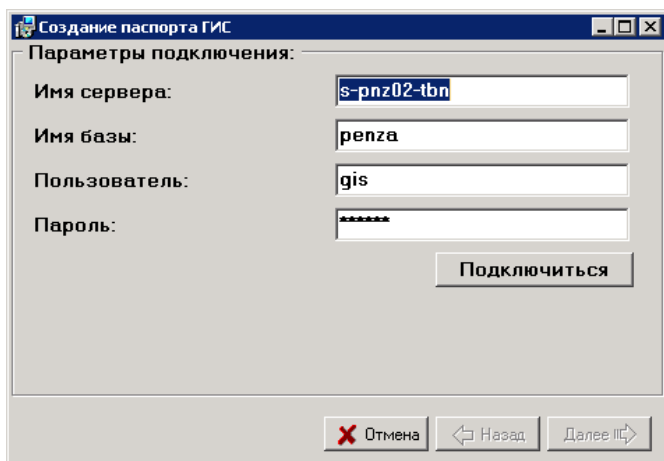 Создание паспорта ГИС
Параметры подключения:
Имя сервера: s-pnz02-tbn
Имя базы: penza
Пользователь: gis
Пароль: ******
Подключиться
Отмена Назад Далее